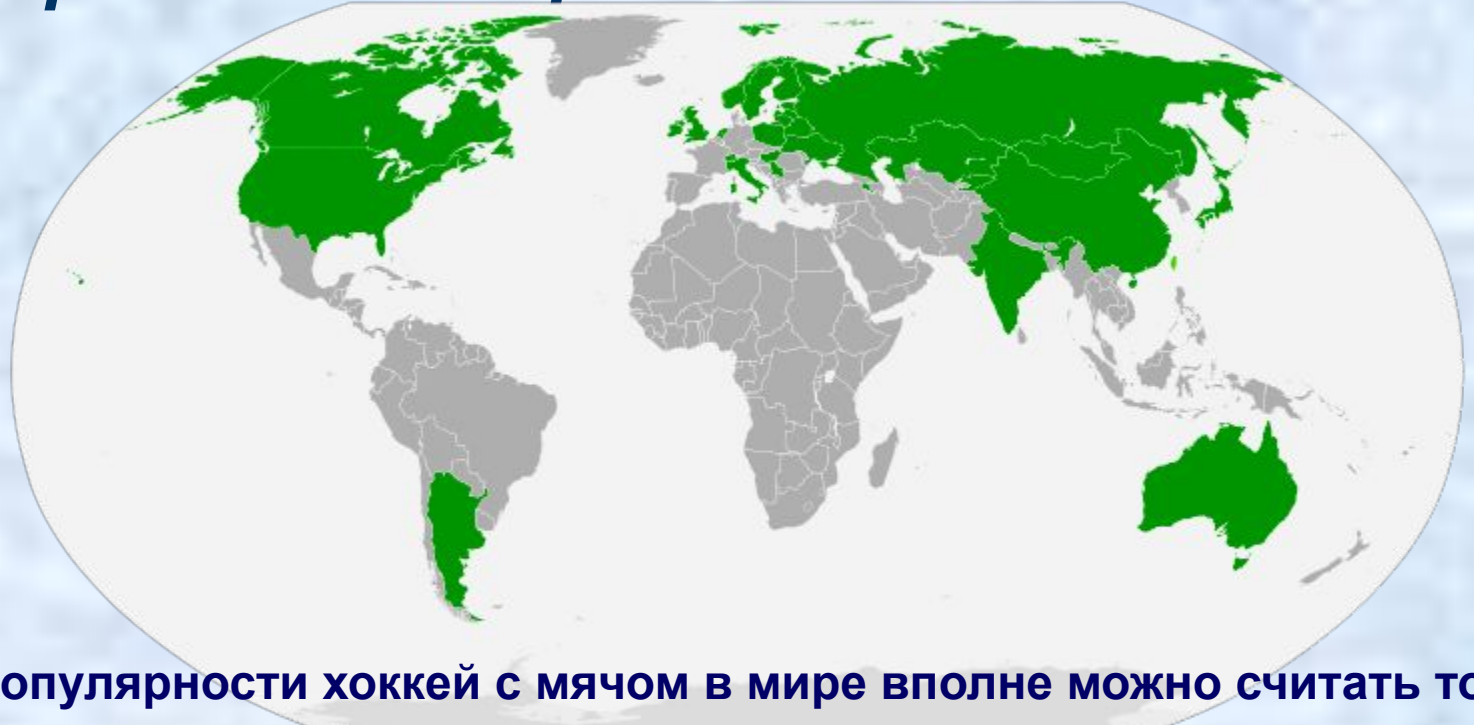 опулярности хоккей с мячом в мире вполне можно считать то